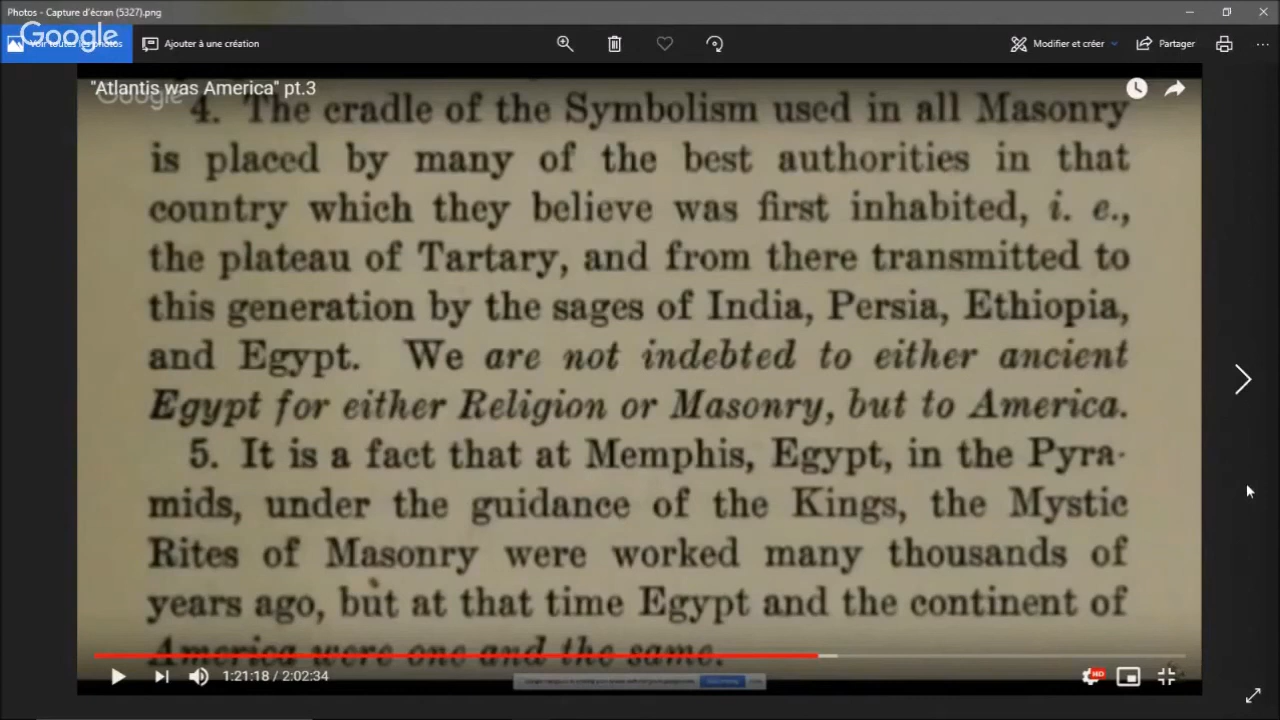 Photos - Capture d'écran (5327).png
Google
Voir toutes les photos
Ajouter à une création
Modifier et créer
Partager
"Atlantis was America" pt.3
Google
4. The cradle of the Symbolism used in all Masonry
is placed by many of the best authorities in that
country which they believe was first inhabited, i. e.,
the plateau of Tartary, and from there transmitted to
this generation by the sages of India, Persia, Ethiopia,
and Egypt. We are not indebted to either ancient
Egypt for either Religion or Masonry, but to America.
5. It is a fact that at Memphis, Egypt, in the Pyra-
mids, under the guidance of the Kings, the Mystic
Rites of Masonry were worked many thousands of
years ago, but at that time Egypt and the continent of
America were one and the same.
1:21:18 / 2:02:34
HD